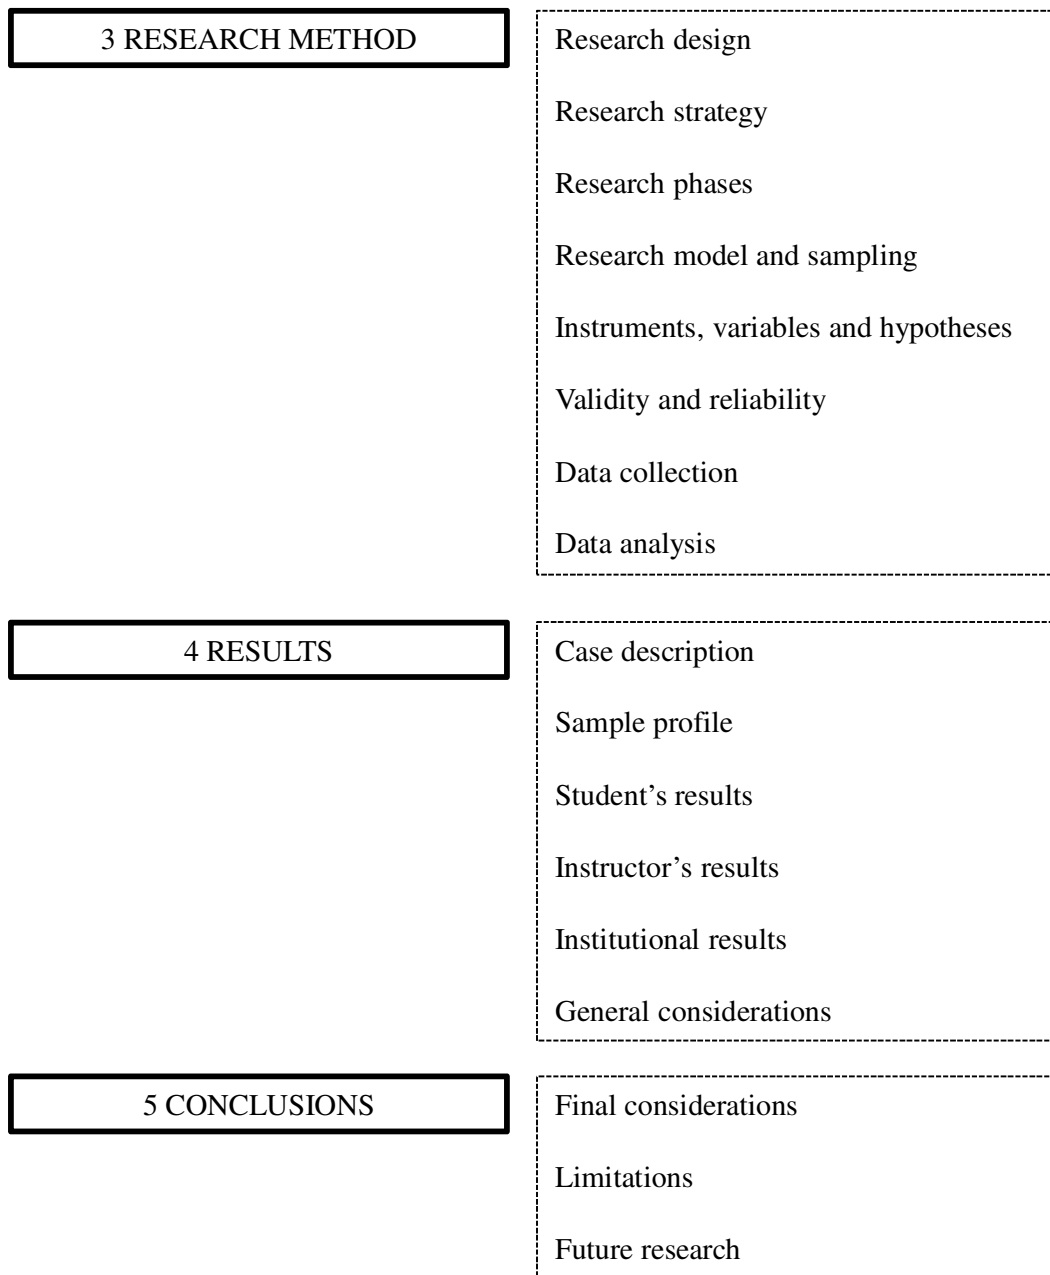 3 RESEARCH METHOD
Research design
Research strategy
Research phases
Research model and sampling
Instruments, variables and hypotheses
Validity and reliability
Data collection
Data analysis
4 RESULTS
Case description
Sample profile
Student’s results
Instructor’s results
Institutional results
General considerations
5 CONCLUSIONS
Final considerations
Limitations
Future research